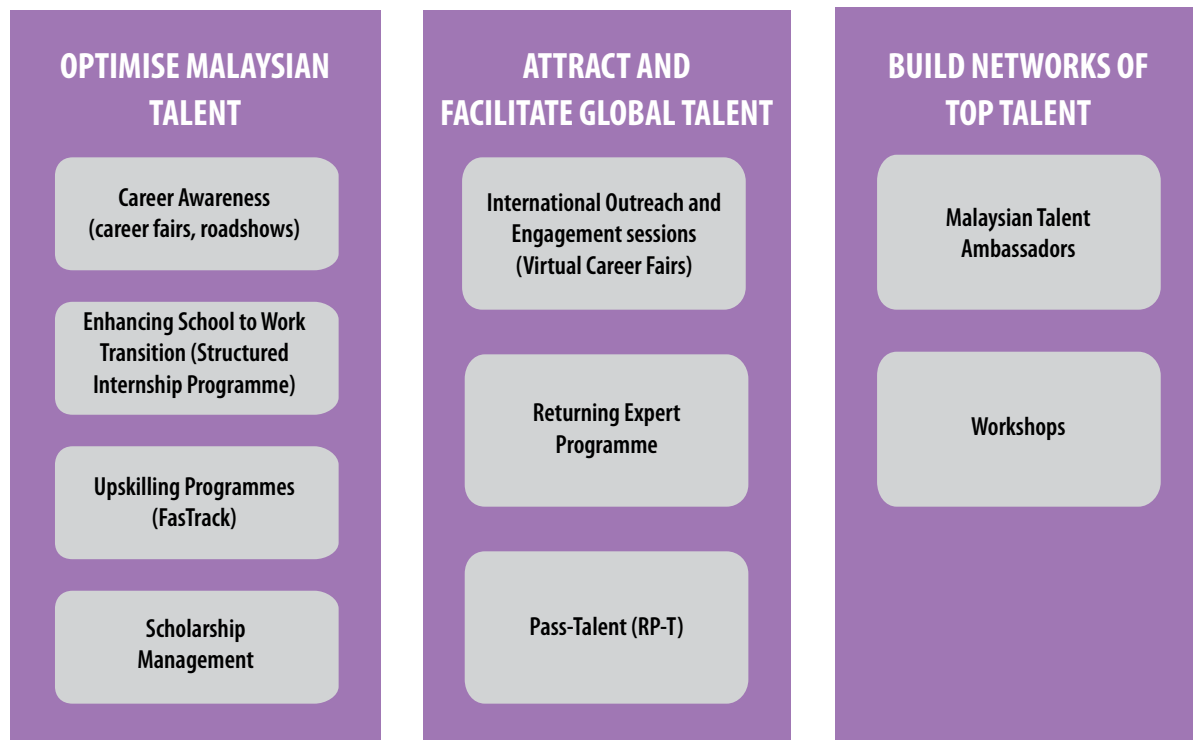 OPTIMISE MALAYSIAN
TALENT
Career Awareness
(career fairs, roadshows)
Enhancing School to Work
Transition (Structured
Internship Programme)
Upskilling Programmes
(FasTrack)
Scholarship
Management
ATTRACT AND
FACILITATE GLOBAL TALENT
International Outreach and
Engagement sessions
(Virtual Career Fairs)
Returning Expert
Programme
Pass-Talent (RP-T)
BUILD NETWORKS OF
TOP TALENT
Malaysian Talent
Ambassadors
Workshops